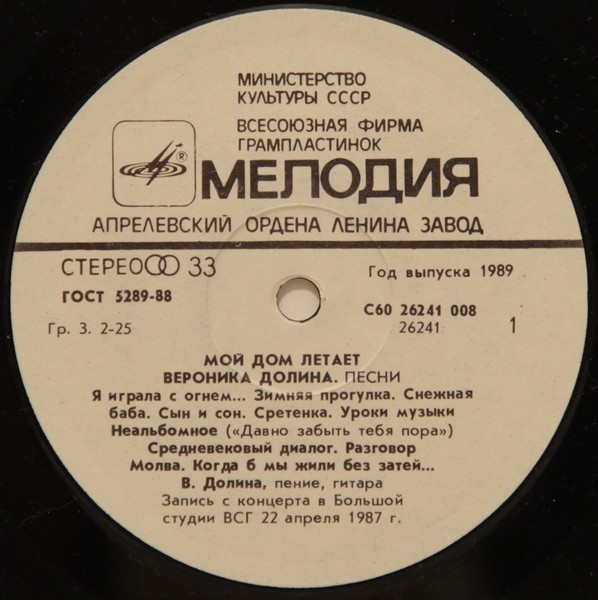 МИНИСТЕРСТВО
КУЛЬТУРЫ СССР
ВСЕСОЮЗНАЯ ФИРМА
ГРАМПЛАСТИНОК
®
МЕЛОДИЯ
АПРЕЛЕВСКИЙ ОРДЕНА ЛЕНИНА ЗАВОД
СТЕРЕО 33
Год выпуска 1989
ГОСТ 5289-88
С60 26241 008
Гр. 3. 2-25
26241
1
МОЙ ДОМ ЛЕТАЕТ
ВЕРОНИКА ДОЛИНА. ПЕСНИ
Я играла с огнем... Зимняя прогулка. Снежная
баба. Сын и сон. Сретенка. Уроки музыки
Неальбомное («Давно забыть тебя пора»)
Средневековый диалог. Разговор
Молва. Когда б мы жили без затей...
В. Долина, пение, гитара
Запись с концерта в Большой
студии ВСГ 22 апреля 1987 г.